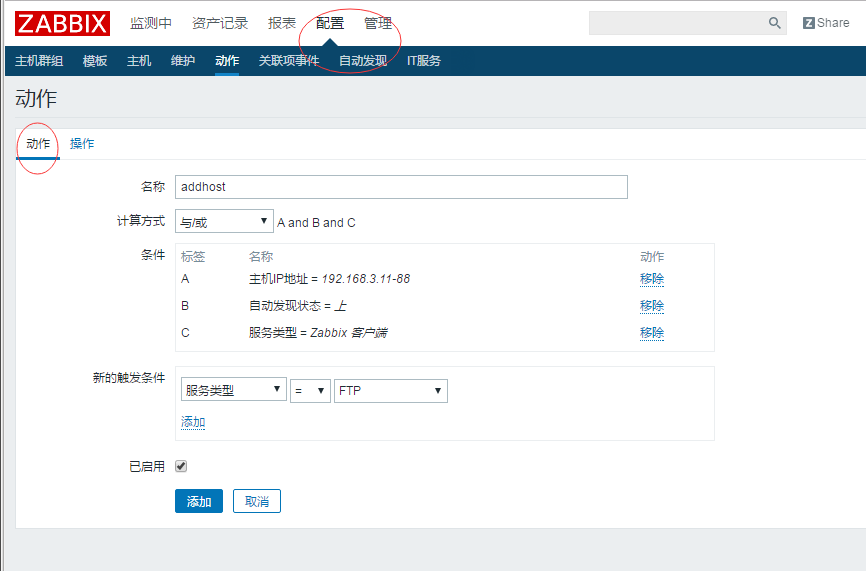 ZABBIX 监测中 资产记录 报表 配置 管理 Z Share
主机群组 模板 主机 维护 动作 关联项事件 自动发现 IT服务
动作
动作 操作
名称 addhost
计算方式 与/或 A and B and C
条件 标签 名称 动作
A 主机IP地址 = 192.168.3.11-88 移除
B 自动发现状态 = 上 移除
C 服务类型 = Zabbix 客户端 移除
新的触发条件 服务类型 = FTP
添加
已启用
添加 取消